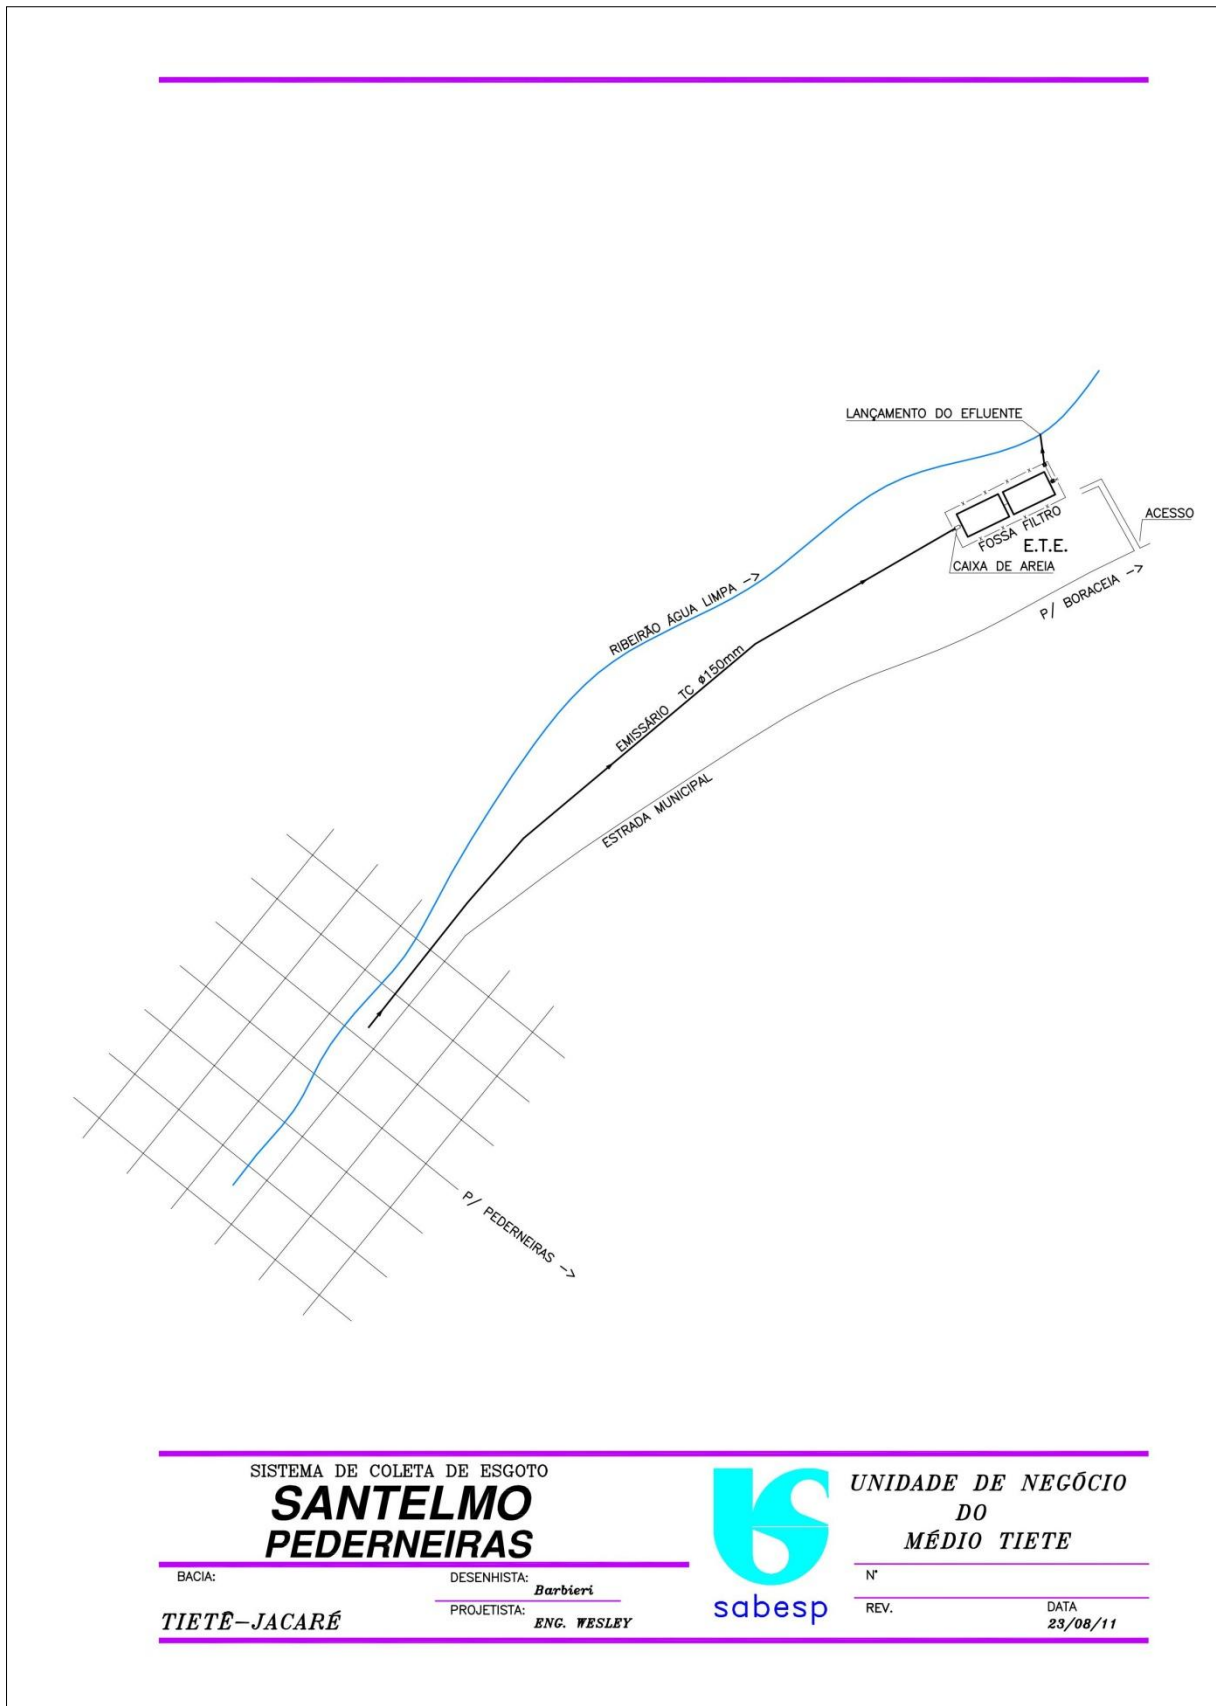 LANÇAMENTO DO EFLUENTE
ACESSO
FOSSA FILTRO
E.T.E.
CAIXA DE AREIA
P/ BORACEIA ->
RIBEIRÃO ÁGUA LIMPA ->
EMISSÁRIO TC ø150mm
ESTRADA MUNICIPAL
P/ PEDERNEIRAS ->
SISTEMA DE COLETA DE ESGOTO
SANTELMO
PEDERNEIRAS
BACIA:
TIETÊ-JACARÉ
DESENHISTA:
Barbieri
PROJETISTA:
ENG. WESLEY
sabesp
UNIDADE DE NEGÓCIO
DO
MÉDIO TIETE
N°
REV.
DATA
23/08/11